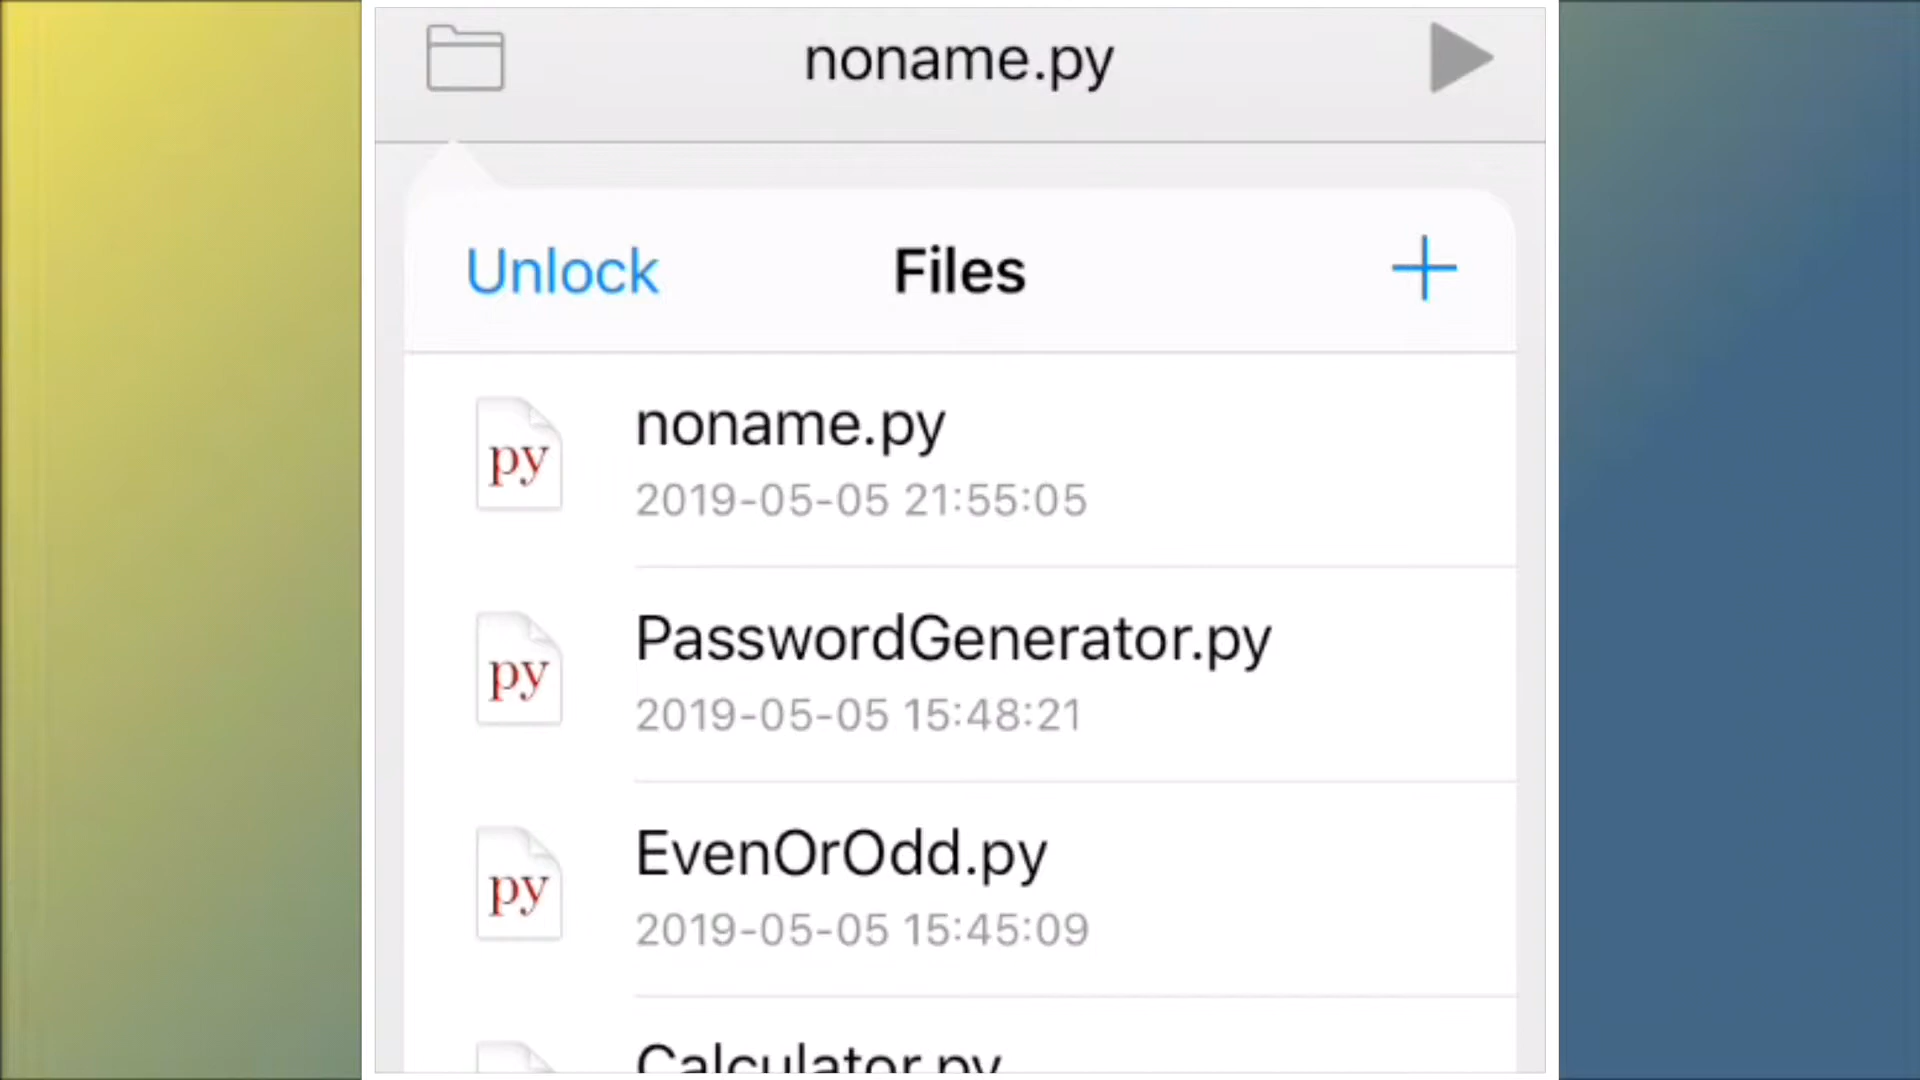 noname.py
Unlock Files +
py noname.py
2019-05-05 21:55:05
py PasswordGenerator.py
2019-05-05 15:48:21
py EvenOrOdd.py
2019-05-05 15:45:09
Calculator.py